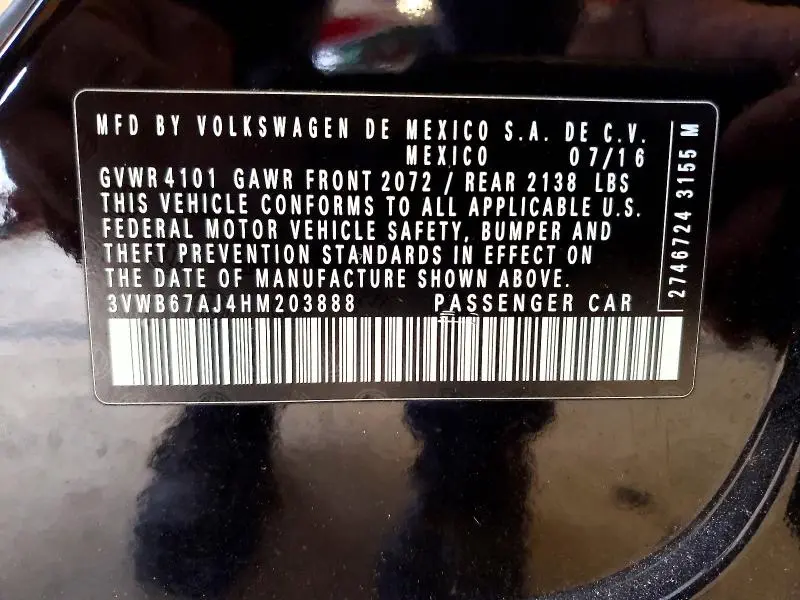 MFD BY VOLKSWAGEN DE MEXICO S.A. DE C.V.
MEXICO 07/16
GVWR 4101 GAWR FRONT 2072 / REAR 2138 LBS
THIS VEHICLE CONFORMS TO ALL APPLICABLE U.S.
FEDERAL MOTOR VEHICLE SAFETY, BUMPER AND
THEFT PREVENTION STANDARDS IN EFFECT ON
THE DATE OF MANUFACTURE SHOWN ABOVE.
3VWB67AJ4HM203888 PASSENGER CAR
2746724 3155 M